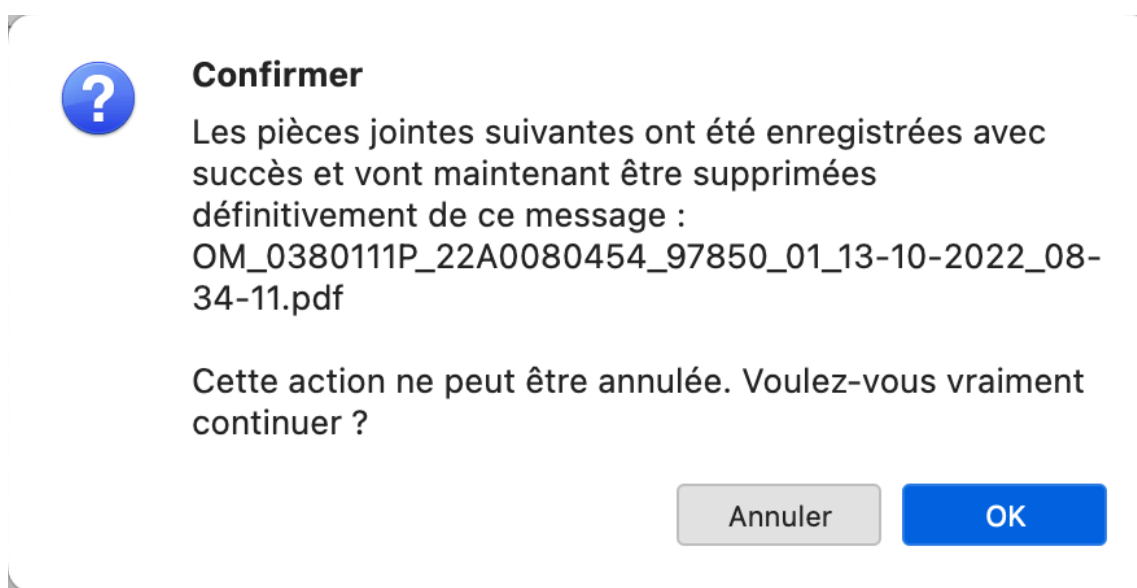 ?
Confirmer
Les pièces jointes suivantes ont été enregistrées avec
succès et vont maintenant être supprimées
définitivement de ce message :
OM_0380111P_22A0080454_97850_01_13-10-2022_08-
34-11.pdf
Cette action ne peut être annulée. Voulez-vous vraiment
continuer ?
Annuler
OK